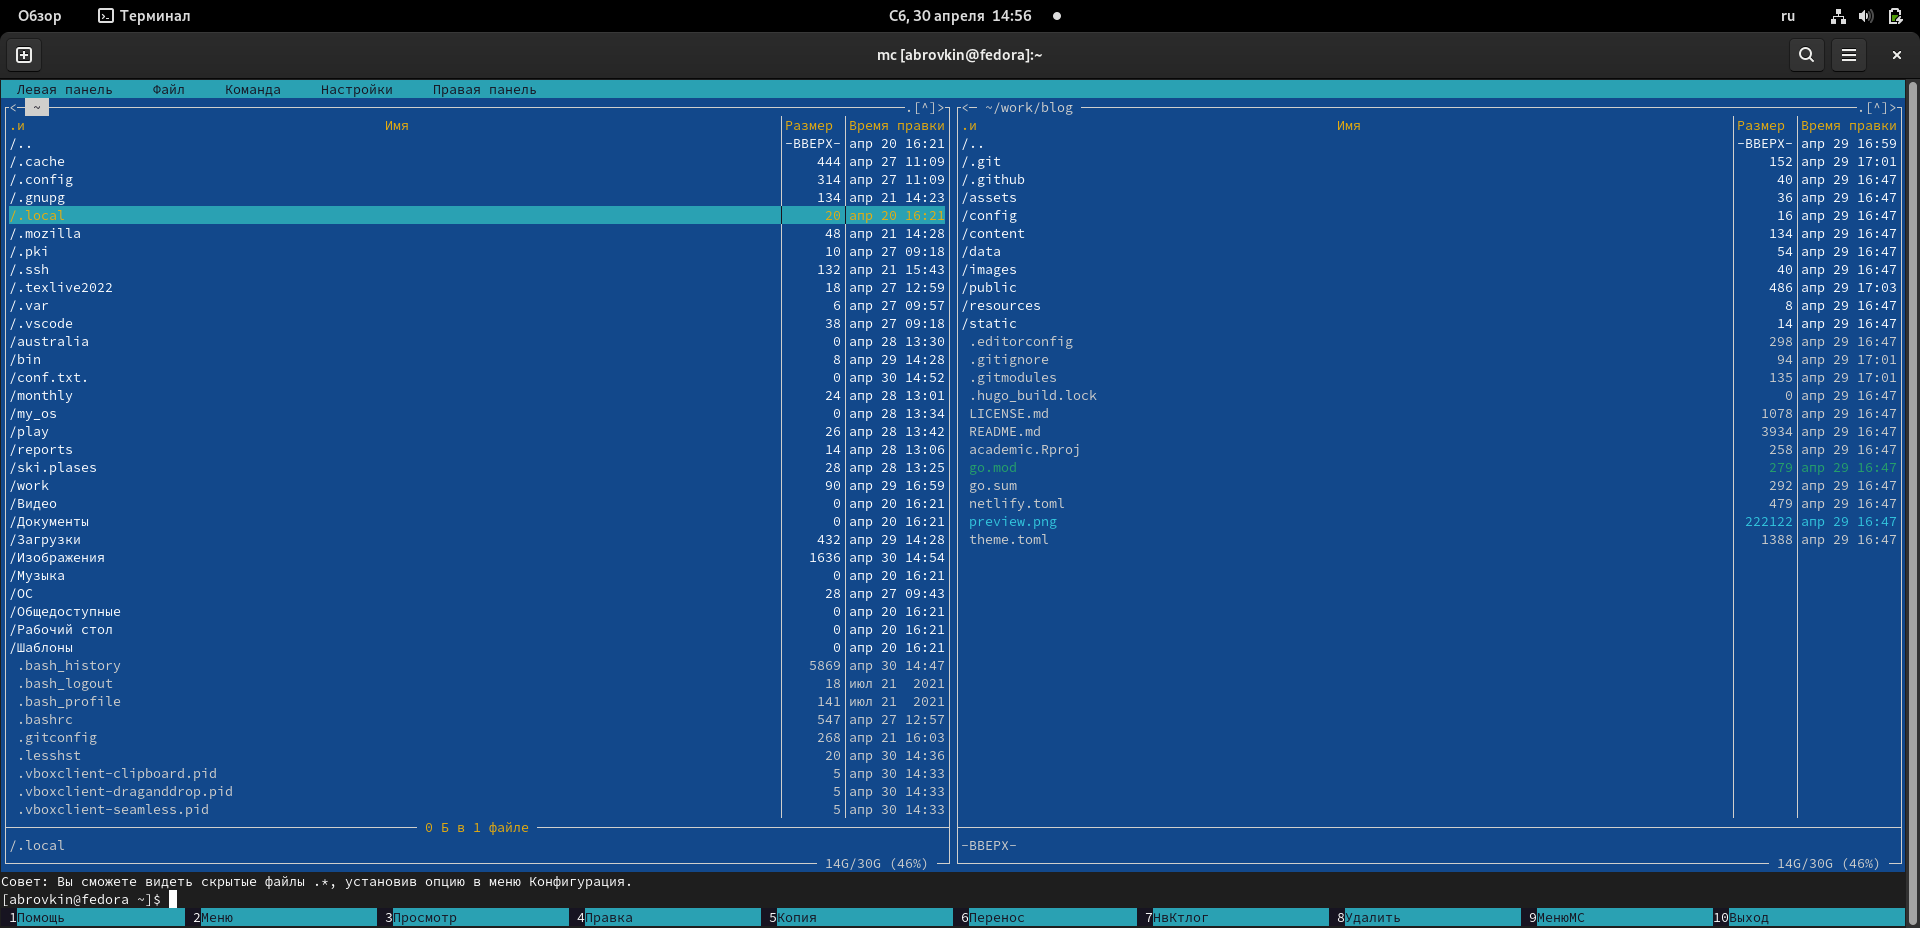 Обзор Терминал Сб, 30 апреля 14:56 ru
mc [abrovkin@fedora]:~
Левая панель Файл Команда Настройки Правая панель
<─ ~ .[^]>
.и Имя Размер Время правки
/.. -ВВЕРХ- апр 20 16:21
/.cache 444 апр 27 11:09
/.config 314 апр 27 11:09
/.gnupg 134 апр 21 14:23
/.local 20 апр 20 16:21
/.mozilla 48 апр 21 14:28
/.pki 10 апр 27 09:18
/.ssh 132 апр 21 15:43
/.texlive2022 18 апр 27 12:59
/.var 6 апр 27 09:57
/.vscode 38 апр 27 09:18
/australia 0 апр 28 13:30
/bin 8 апр 29 14:28
/conf.txt. 0 апр 30 14:52
/monthly 24 апр 28 13:01
/my_os 0 апр 28 13:34
/play 26 апр 28 13:42
/reports 14 апр 28 13:06
/ski.plases 28 апр 28 13:25
/work 90 апр 29 16:59
/Видео 0 апр 20 16:21
/Документы 0 апр 20 16:21
/Загрузки 432 апр 29 14:28
/Изображения 1636 апр 30 14:54
/Музыка 0 апр 20 16:21
/ОС 28 апр 27 09:43
/Общедоступные 0 апр 20 16:21
/Рабочий стол 0 апр 20 16:21
/Шаблоны 0 апр 20 16:21
.bash_history 5869 апр 30 14:47
.bash_logout 18 июл 21 2021
.bash_profile 141 июл 21 2021
.bashrc 547 апр 27 12:57
.gitconfig 268 апр 21 16:03
.lesshst 20 апр 30 14:36
.vboxclient-clipboard.pid 5 апр 30 14:33
.vboxclient-draganddrop.pid 5 апр 30 14:33
.vboxclient-seamless.pid 5 апр 30 14:33
0 Б в 1 файле
/.local
14G/30G (46%)
<─ ~/work/blog .[^]>
.и Имя Размер Время правки
/.. -ВВЕРХ- апр 29 16:59
/.git 152 апр 29 17:01
/.github 40 апр 29 16:47
/assets 36 апр 29 16:47
/config 16 апр 29 16:47
/content 134 апр 29 16:47
/data 54 апр 29 16:47
/images 40 апр 29 16:47
/public 486 апр 29 17:03
/resources 8 апр 29 16:47
/static 14 апр 29 16:47
.editorconfig 298 апр 29 16:47
.gitignore 94 апр 29 17:01
.gitmodules 135 апр 29 17:01
.hugo_build.lock 0 апр 29 16:47
LICENSE.md 1078 апр 29 16:47
README.md 3934 апр 29 16:47
academic.Rproj 258 апр 29 16:47
go.mod 279 апр 29 16:47
go.sum 292 апр 29 16:47
netlify.toml 479 апр 29 16:47
preview.png 222122 апр 29 16:47
theme.toml 1388 апр 29 16:47
-ВВЕРХ-
14G/30G (46%)
Совет: Вы сможете видеть скрытые файлы .*, установив опцию в меню Конфигурация.
[abrovkin@fedora ~]$
1Помощь 2Меню 3Просмотр 4Правка 5Копия 6Перенос 7НвКтлог 8Удалить 9МенюMC 10Выход